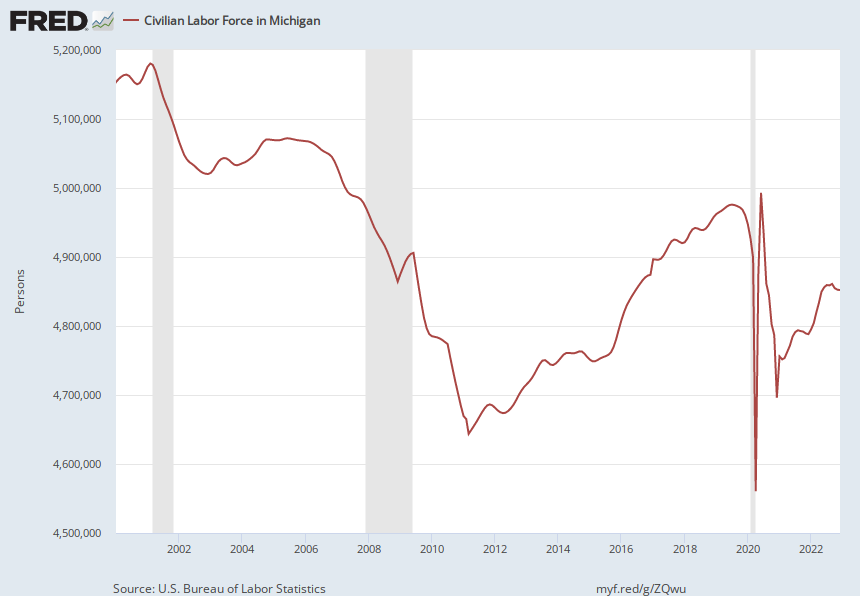 FRED Civilian Labor Force in Michigan
5,200,000
5,100,000
5,000,000
4,900,000
4,800,000
4,700,000
4,600,000
4,500,000
Persons
2002 2004 2006 2008 2010 2012 2014 2016 2018 2020 2022
Source: U.S. Bureau of Labor Statistics myf.red/g/ZQwu